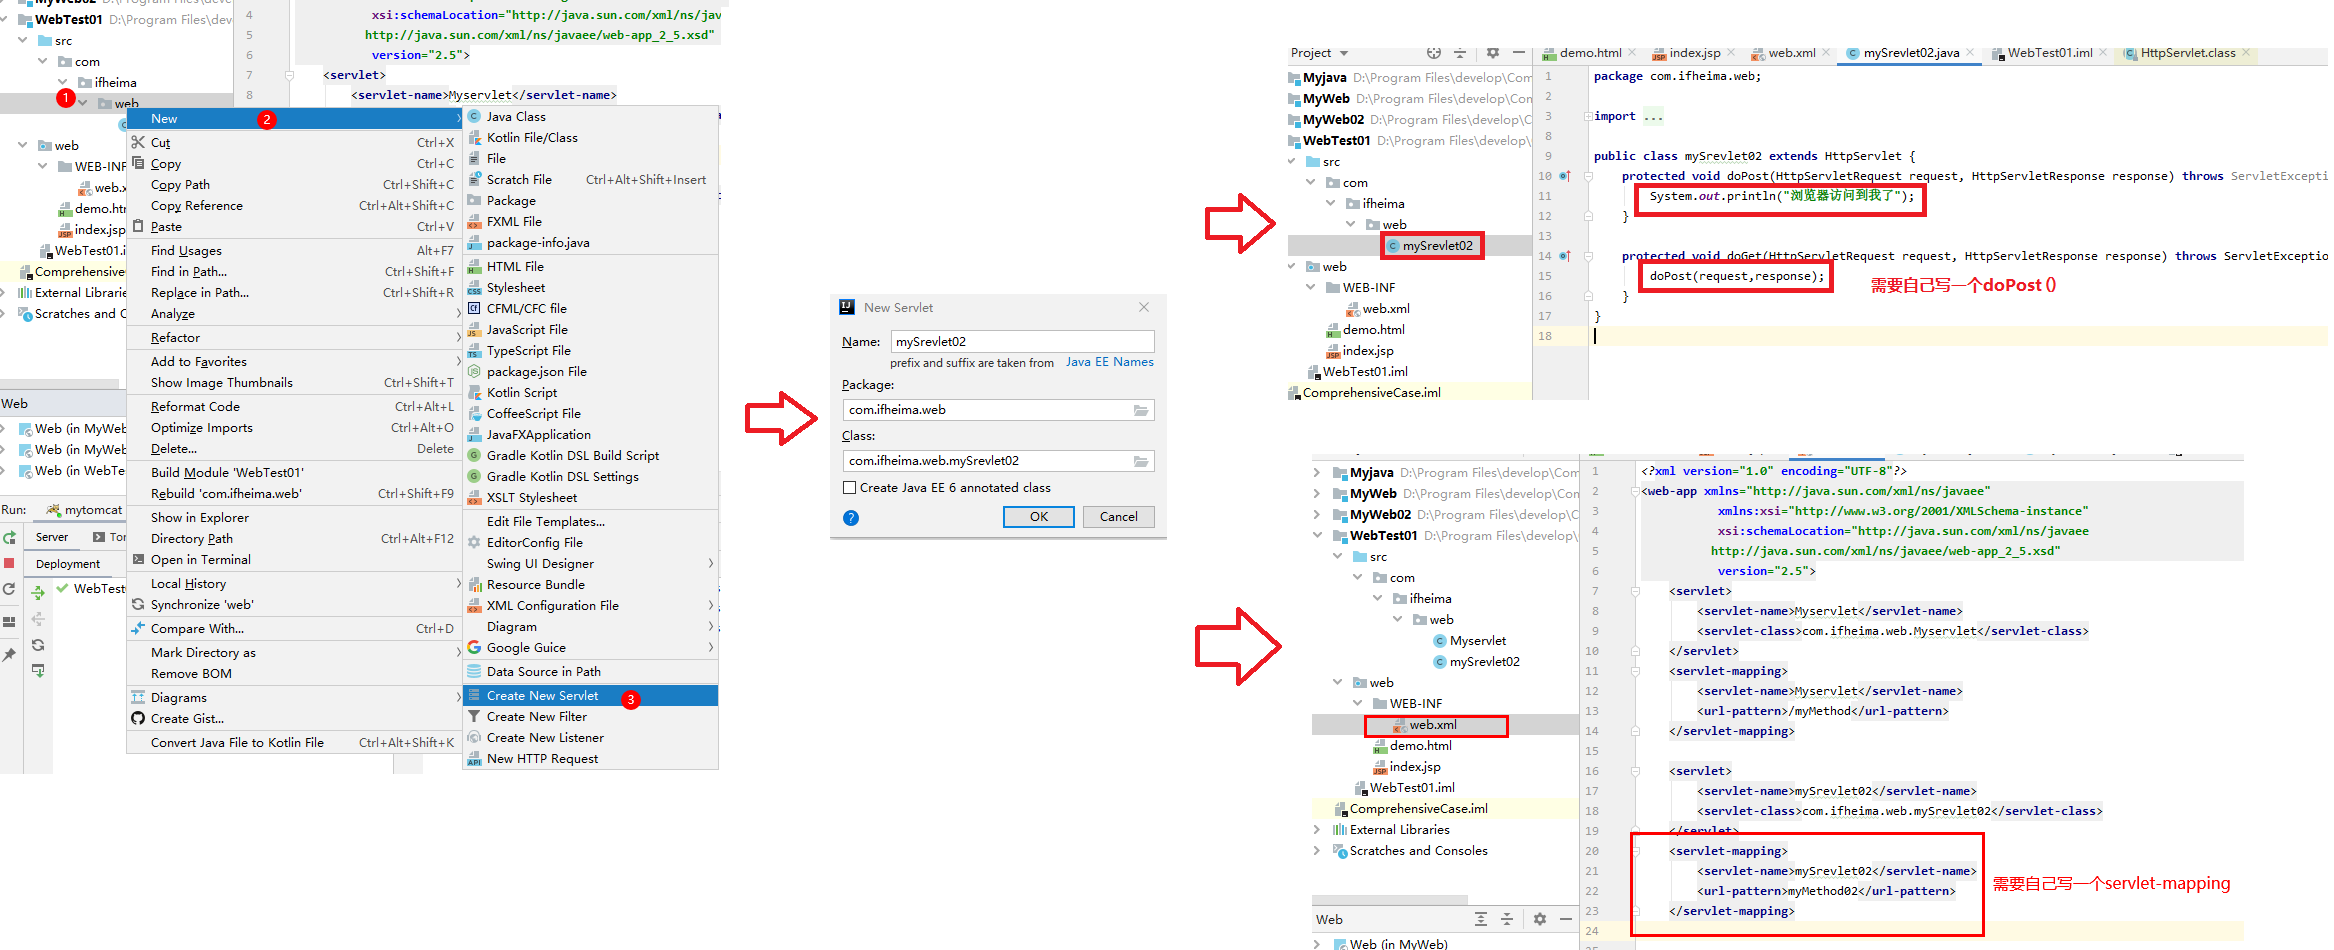 MyWeb02 D:\Program Files\deve
WebTest01 D:\Program Files\dev
src
com
ifheima
1
web
web
WEB-INF
web.x
demo.htm
index.jsp
WebTest01.i
Comprehensive
External Librarie
Scratches and C
4
5
6
7
8
xsi:schemaLocation="http://java.sun.com/xml/ns/jav
http://java.sun.com/xml/ns/javaee/web-app_2_5.xsd"
version="2.5">
<servlet>
<servlet-name>Myservlet</servlet-name>
New 2
Cut Ctrl+X
Copy Ctrl+C
Copy Path Ctrl+Shift+C
Copy Reference Ctrl+Alt+Shift+C
Paste Ctrl+V
Find Usages Alt+F7
Find in Path... Ctrl+Shift+F
Replace in Path... Ctrl+Shift+R
Analyze
Refactor
Add to Favorites
Show Image Thumbnails Ctrl+Shift+T
Reformat Code Ctrl+Alt+L
Optimize Imports Ctrl+Alt+O
Delete... Delete
Build Module 'WebTest01'
Rebuild 'com.ifheima.web' Ctrl+Shift+F9
Show in Explorer
Directory Path Ctrl+Alt+F12
Open in Terminal
Local History
Synchronize 'web'
Compare With... Ctrl+D
Mark Directory as
Remove BOM
Diagrams
Create Gist...
Convert Java File to Kotlin File Ctrl+Alt+Shift+K
Java Class
Kotlin File/Class
File
Scratch File Ctrl+Alt+Shift+Insert
Package
FXML File
package-info.java
HTML File
Stylesheet
CFML/CFC file
JavaScript File
TypeScript File
package.json File
Kotlin Script
CoffeeScript File
JavaFXApplication
Gradle Kotlin DSL Build Script
Gradle Kotlin DSL Settings
XSLT Stylesheet
Edit File Templates...
EditorConfig File
Swing UI Designer
Resource Bundle
XML Configuration File
Diagram
Google Guice
Data Source in Path
Create New Servlet 3
Create New Filter
Create New Listener
New HTTP Request
Web
Web (in MyWeb
Web (in MyWeb
Web (in WebTe
Run: mytomcat
Server Tor
Deployment
WebTest
New Servlet
Name: mySrevlet02
prefix and suffix are taken from Java EE Names
Package:
com.ifheima.web
Class:
com.ifheima.web.mySrevlet02
Create Java EE 6 annotated class
? OK Cancel
Project
Myjava D:\Program Files\develop\Com
MyWeb D:\Program Files\develop\Com
MyWeb02 D:\Program Files\develop\Co
WebTest01 D:\Program Files\develop\
src
com
ifheima
web
mySrevlet02
web
WEB-INF
web.xml
demo.html
index.jsp
WebTest01.iml
ComprehensiveCase.iml
demo.html index.jsp web.xml mySrevlet02.java WebTest01.iml HttpServlet.class
1 package com.ifheima.web;
2
3 import ...
8
9 public class mySrevlet02 extends HttpServlet {
10 protected void doPost(HttpServletRequest request, HttpServletResponse response) throws ServletExceptio
11 System.out.println("浏览器访问到我了");
12 }
13
14 protected void doGet(HttpServletRequest request, HttpServletResponse response) throws ServletException
15 doPost(request,response);
需要自己写一个doPost()
16 }
17 }
18
Myjava D:\Program Files\develop\Com
MyWeb D:\Program Files\develop\Con
MyWeb02 D:\Program Files\develop\C
WebTest01 D:\Program Files\develop\
src
com
ifheima
web
Myservlet
mySrevlet02
web
WEB-INF
web.xml
demo.html
index.jsp
WebTest01.iml
ComprehensiveCase.iml
External Libraries
Scratches and Consoles
Web
Web (in MyWeb)
1 <?xml version="1.0" encoding="UTF-8"?>
2 <web-app xmlns="http://java.sun.com/xml/ns/javaee"
3 xmlns:xsi="http://www.w3.org/2001/XMLSchema-instance"
4 xsi:schemaLocation="http://java.sun.com/xml/ns/javaee
5 http://java.sun.com/xml/ns/javaee/web-app_2_5.xsd"
6 version="2.5">
7 <servlet>
8 <servlet-name>Myservlet</servlet-name>
9 <servlet-class>com.ifheima.web.Myservlet</servlet-class>
10 </servlet>
11 <servlet-mapping>
12 <servlet-name>Myservlet</servlet-name>
13 <url-pattern>/myMethod</url-pattern>
14 </servlet-mapping>
15
16 <servlet>
17 <servlet-name>mySrevlet02</servlet-name>
18 <servlet-class>com.ifheima.web.mySrevlet02</servlet-class>
19 </servlet>
20 <servlet-mapping>
21 <servlet-name>mySrevlet02</servlet-name>
22 <url-pattern>myMethod02</url-pattern>
需要自己写一个servlet-mapping
23 </servlet-mapping>
24